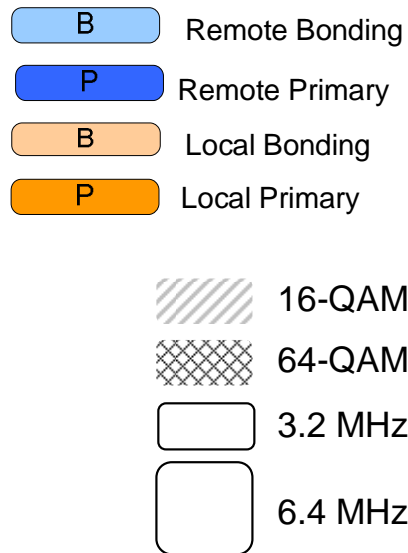 B Remote Bonding
P Remote Primary
B Local Bonding
P Local Primary
16-QAM
64-QAM
3.2 MHz
6.4 MHz